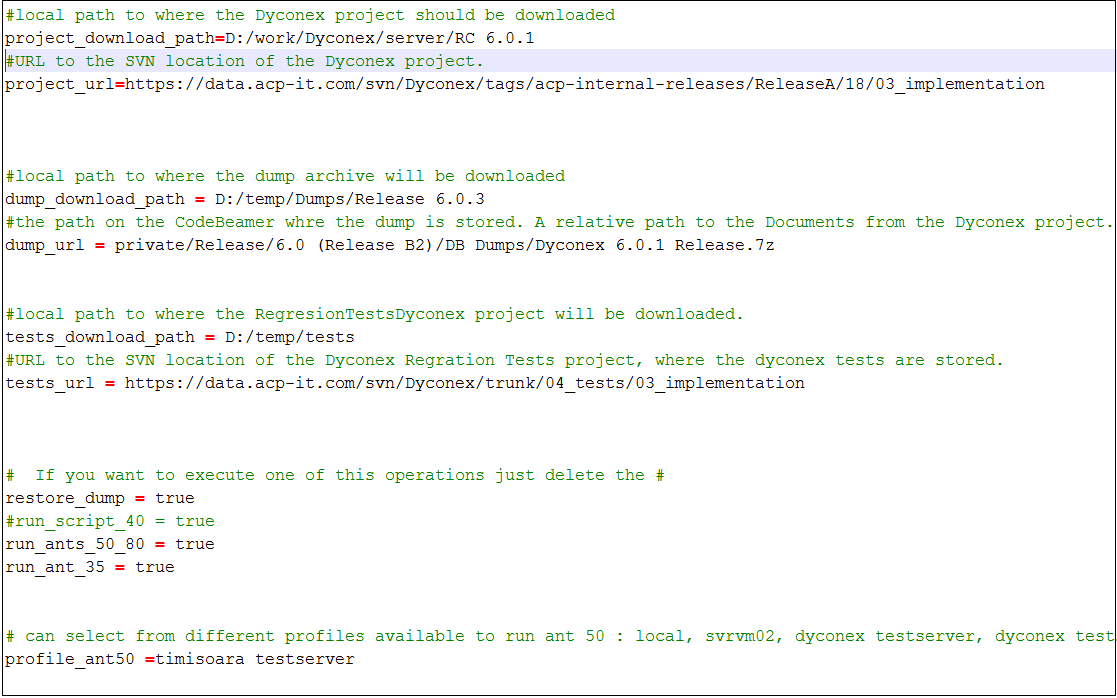 #local path to where the Dyconex project should be downloaded
project_download_path=D:/work/Dyconex/server/RC 6.0.1
#URL to the SVN location of the Dyconex project.
project_url=https://data.acp-it.com/svn/Dyconex/tags/acp-internal-releases/ReleaseA/18/03_implementation
#local path to where the dump archive will be downloaded
dump_download_path = D:/temp/Dumps/Release 6.0.3
#the path on the CodeBeamer whre the dump is stored. A relative path to the Documents from the Dyconex project.
dump_url = private/Release/6.0 (Release B2)/DB Dumps/Dyconex 6.0.1 Release.7z
#local path to where the RegresionTestsDyconex project will be downloaded.
tests_download_path = D:/temp/tests
#URL to the SVN location of the Dyconex Regration Tests project, where the dyconex tests are stored.
tests_url = https://data.acp-it.com/svn/Dyconex/trunk/04_tests/03_implementation
#  If you want to execute one of this operations just delete the #
restore_dump = true
#run_script_40 = true
run_ants_50_80 = true
run_ant_35 = true
# can select from different profiles available to run ant 50 : local, svrvm02, dyconex testserver, dyconex test
profile_ant50 =timisoara testserver